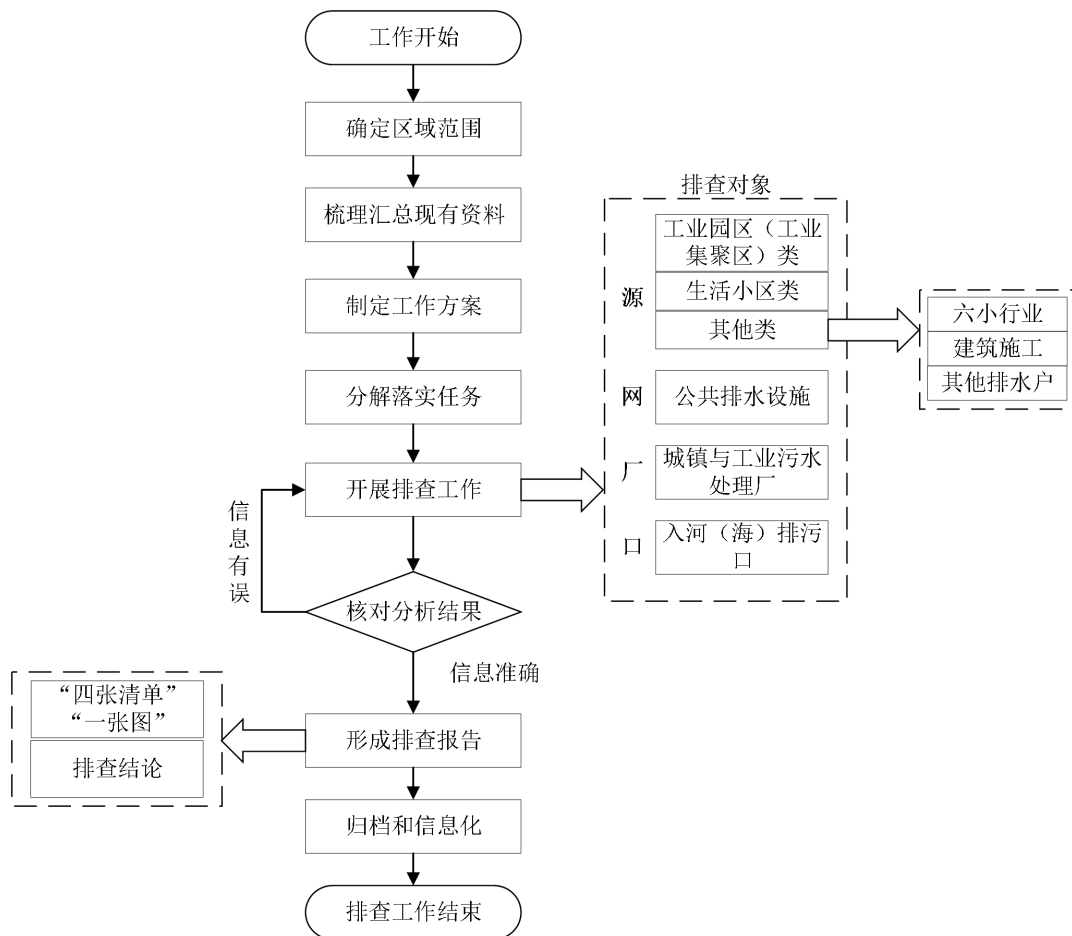 工作开始
确定区域范围
梳理汇总现有资料
制定工作方案
分解落实任务
开展排查工作
信息有误
核对分析结果
信息准确
形成排查报告
归档和信息化
排查工作结束
排查对象
源
工业园区（工业
集聚区）类
生活小区类
其他类
网
公共排水设施
厂
城镇与工业污水
处理厂
口
入河（海）排污
口
六小行业
建筑施工
其他排水户
“四张清单”
“一张图”
排查结论